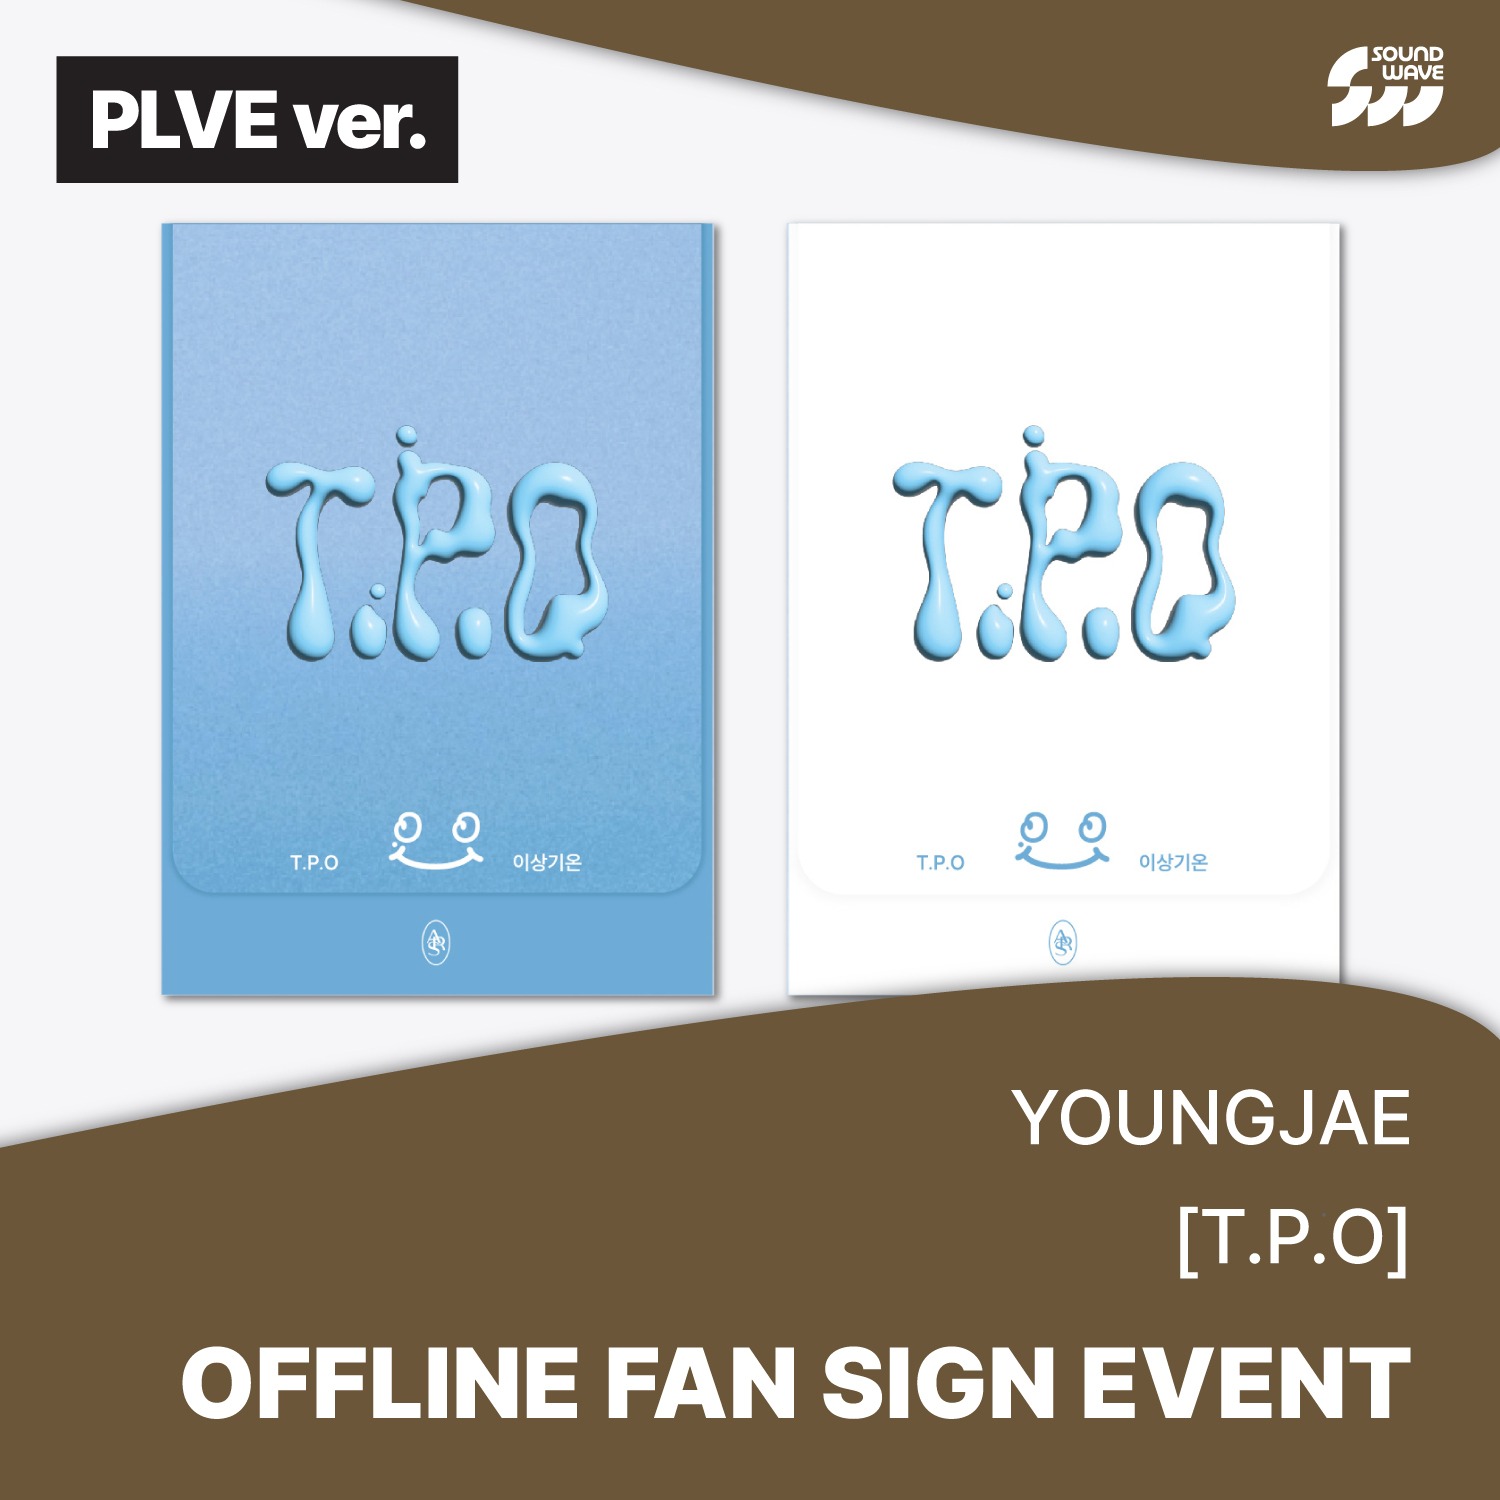 SOUND
WAVE
PLVE ver.
T.P.O
T.P.O
이상기온
T.P.O
T.P.O
이상기온
YOUNGJAE
[T.P.O]
OFFLINE FAN SIGN EVENT